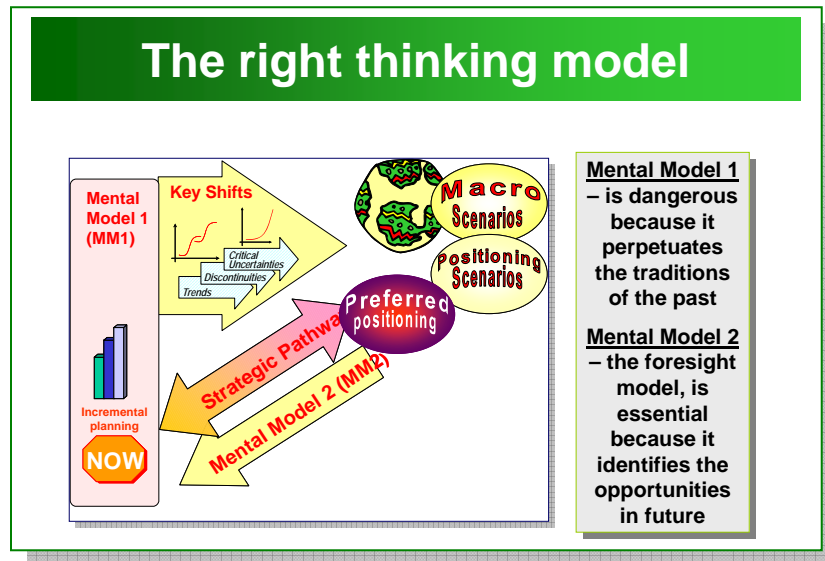 The right thinking model
Mental
Model 1
(MM1)
Incremental
planning
NOW
Key Shifts
Critical
Uncertainties
Discontinuities
Trends
Macro
Scenarios
Positioning
Scenarios
Preferred
positioning
Strategic Pathwa
Mental Model 2 (MM2)
Mental Model 1
– is dangerous
because it
perpetuates
the traditions
of the past
Mental Model 2
– the foresight
model, is
essential
because it
identifies the
opportunities
in future